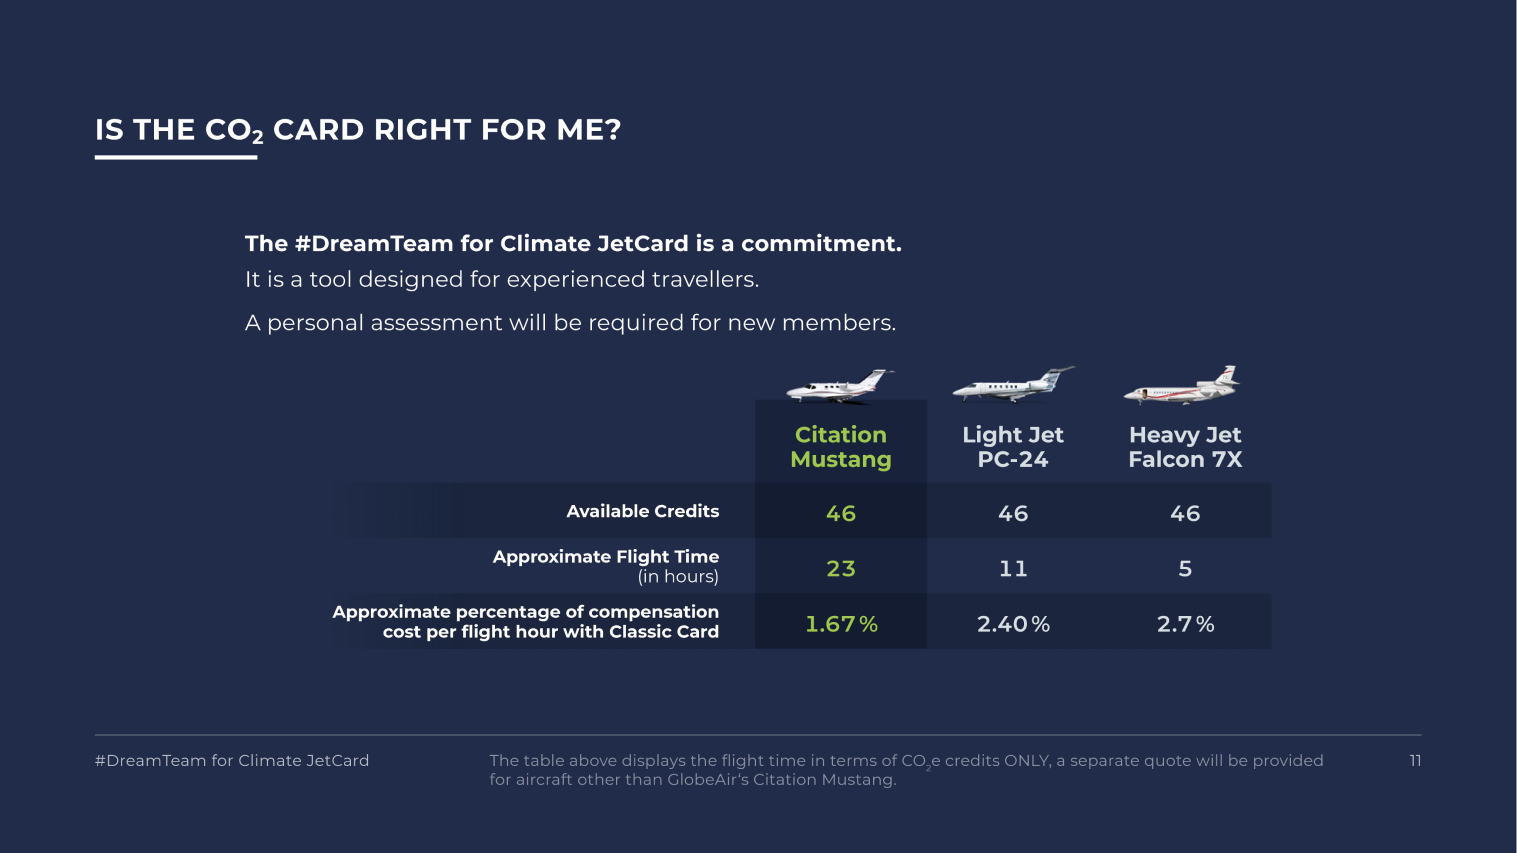 IS THE CO₂ CARD RIGHT FOR ME?
The #DreamTeam for Climate JetCard is a commitment.
It is a tool designed for experienced travellers.
A personal assessment will be required for new members.
Citation Mustang
Light Jet PC-24
Heavy Jet Falcon 7X
Available Credits 46 46 46
Approximate Flight Time
(in hours) 23 11 5
Approximate percentage of compensation
cost per flight hour with Classic Card 1.67% 2.40% 2.7%
#DreamTeam for Climate JetCard
The table above displays the flight time in terms of CO₂e credits ONLY, a separate quote will be provided
for aircraft other than GlobeAir‘s Citation Mustang.
11